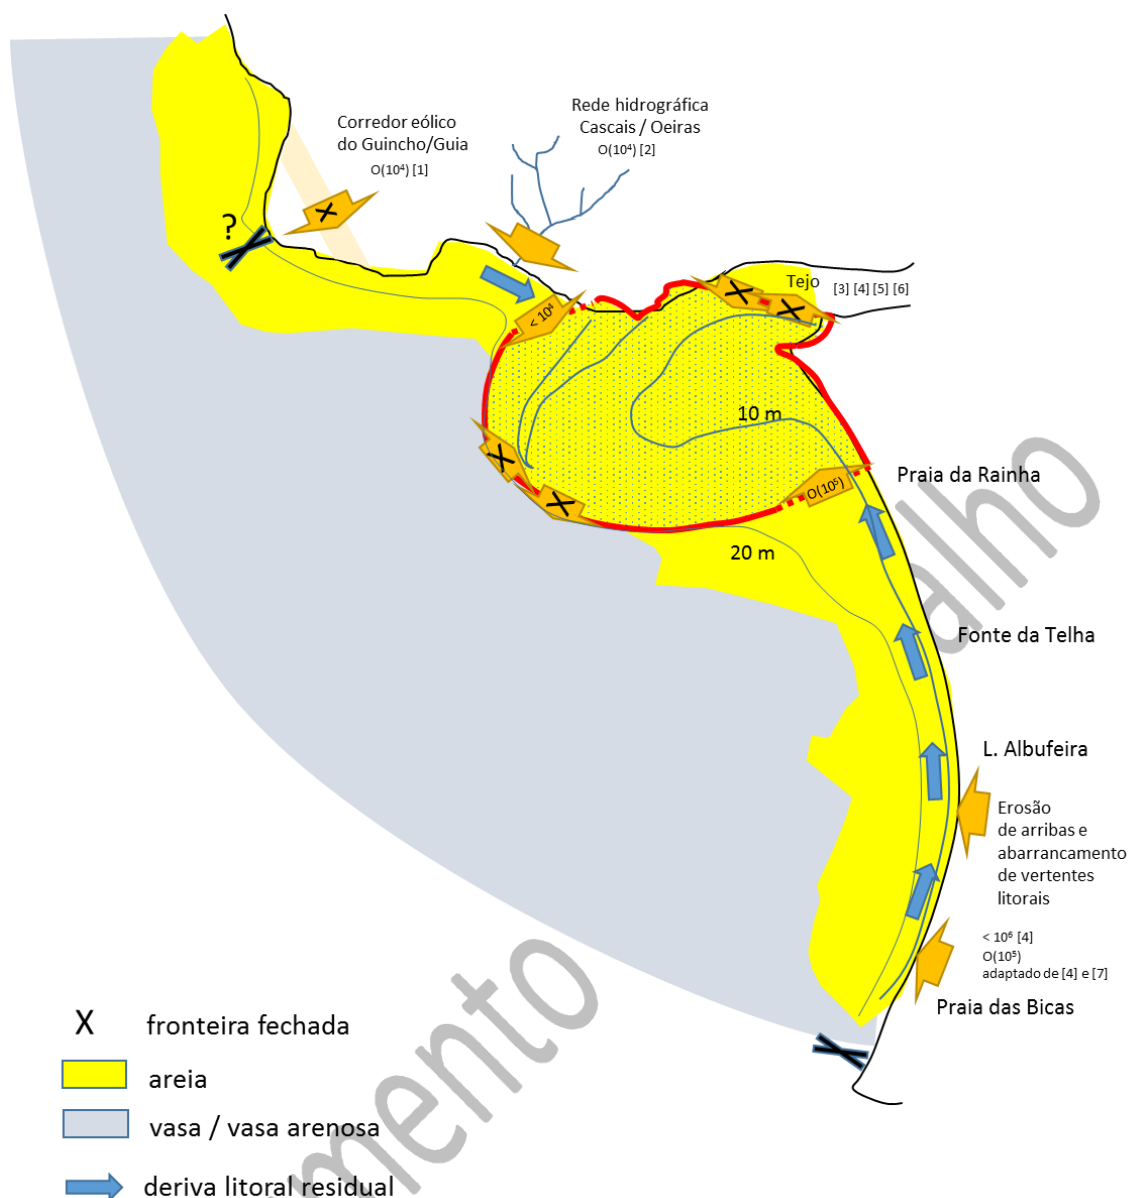 Corredor eólico
do Guincho/Guia
O(10⁴) [1]
Rede hidrográfica
Cascais / Oeiras
O(10⁴) [2]
?
X
< 10⁴
X
Tejo
[3] [4] [5] [6]
X
10 m
X
X
O(10⁵)
Praia da Rainha
20 m
alho
Fonte da Telha
L. Albufeira
Erosão
de arribas e
abarrancamento
de vertentes
litorais
< 10⁶ [4]
O(10⁵)
adaptado de [4] e [7]
Praia das Bicas
mento
X fronteira fechada
areia
vasa / vasa arenosa
deriva litoral residual